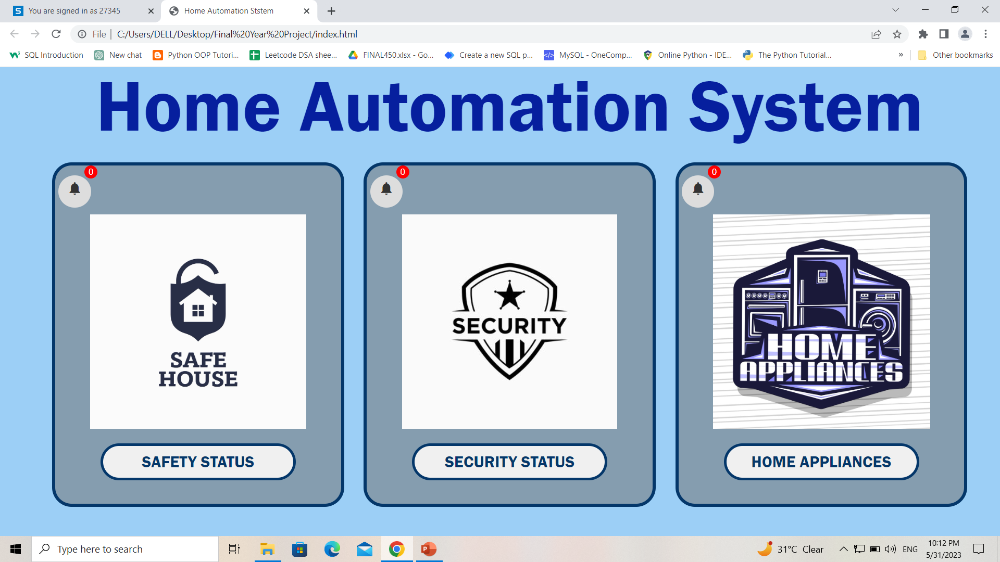 You are signed in as 27345
Home Automation Ststem
File
C:/Users/DELL/Desktop/Final%20Year%20Project/index.html
SQL Introduction
New chat
Python OOP Tutori...
Leetcode DSA shee...
FINAL450.xlsx - Go...
Create a new SQL p...
MySQL - OneComp...
Online Python - IDE...
The Python Tutorial...
»
Other bookmarks
Home Automation System
0
0
0
SAFE
HOUSE
SECURITY
HOME
APPLIANCES
SAFETY STATUS
SECURITY STATUS
HOME APPLIANCES
Type here to search
31°C Clear
ENG
10:12 PM
5/31/2023